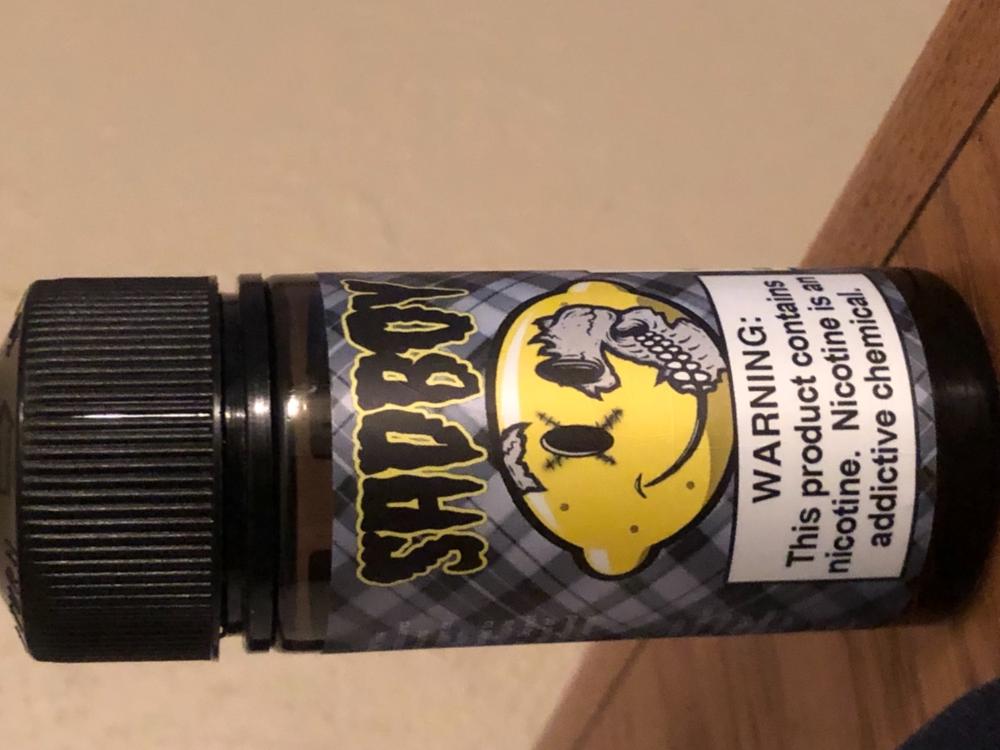 SADBOY
WARNING:
This product contains
nicotine. Nicotine is an
addictive chemical.